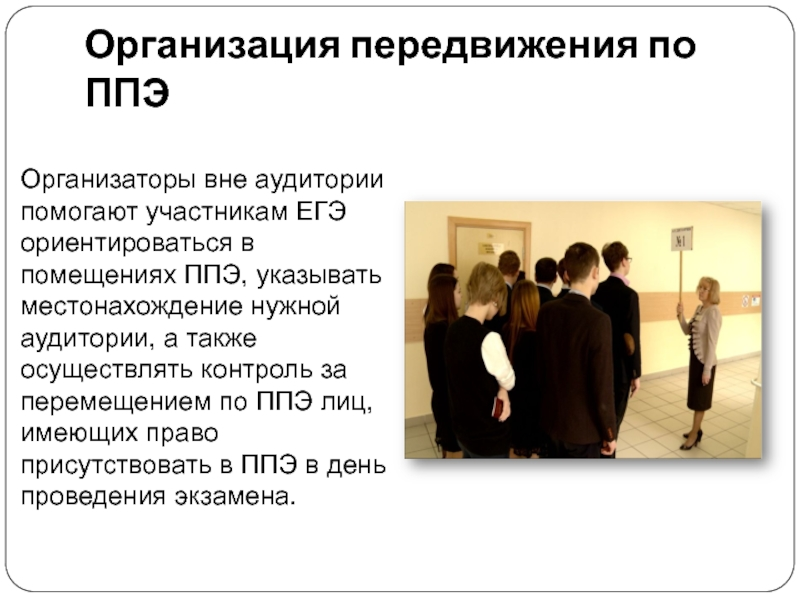 Организация передвижения по
ППЭ
Организаторы вне аудитории
помогают участникам ЕГЭ
ориентироваться в
помещениях ППЭ, указывать
местонахождение нужной
аудитории, а также
осуществлять контроль за
перемещением по ППЭ лиц,
имеющих право
присутствовать в ППЭ в день
проведения экзамена.
№1